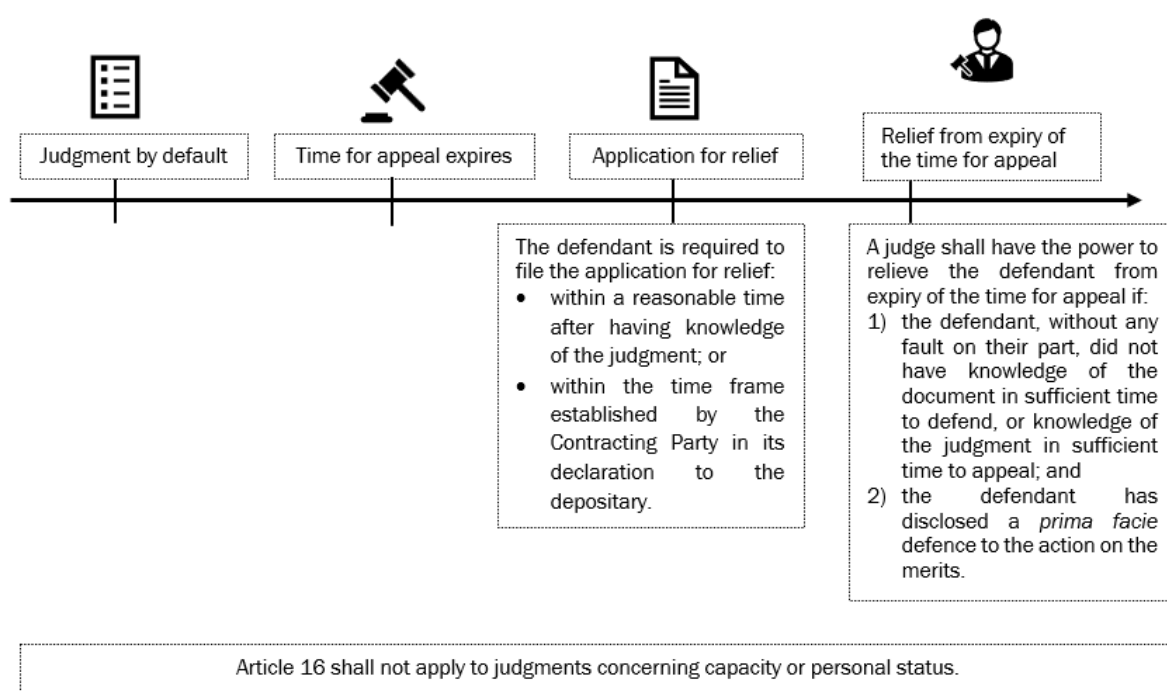 Judgment by default
Time for appeal expires
Application for relief
Relief from expiry of
the time for appeal
The defendant is required to
file the application for relief:
• within a reasonable time
after having knowledge
of the judgment; or
• within the time frame
established by the
Contracting Party in its
declaration to the
depositary.
A judge shall have the power to
relieve the defendant from
expiry of the time for appeal if:
1) the defendant, without any
fault on their part, did not
have knowledge of the
document in sufficient time
to defend, or knowledge of
the judgment in sufficient
time to appeal; and
2) the defendant has
disclosed a prima facie
defence to the action on the
merits.
Article 16 shall not apply to judgments concerning capacity or personal status.